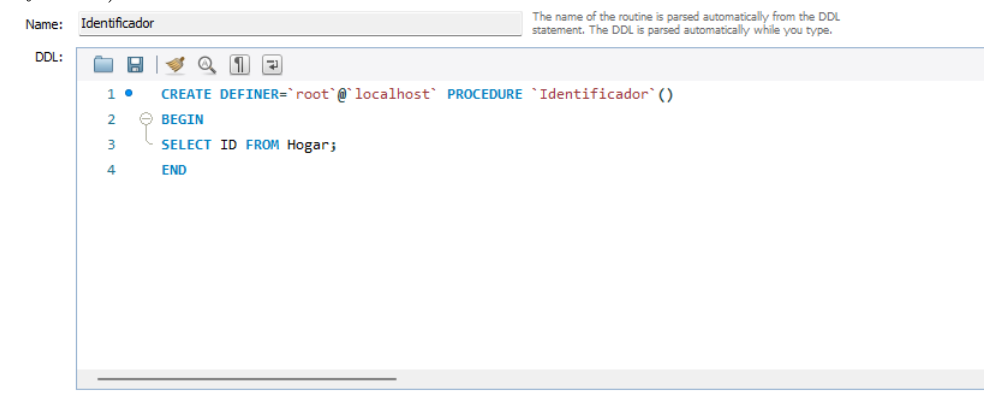 Name:
Identificador
The name of the routine is parsed automatically from the DDL
statement. The DDL is parsed automatically while you type.
DDL:
1 CREATE DEFINER=`root`@`localhost` PROCEDURE `Identificador`()
2 BEGIN
3 SELECT ID FROM Hogar;
4 END